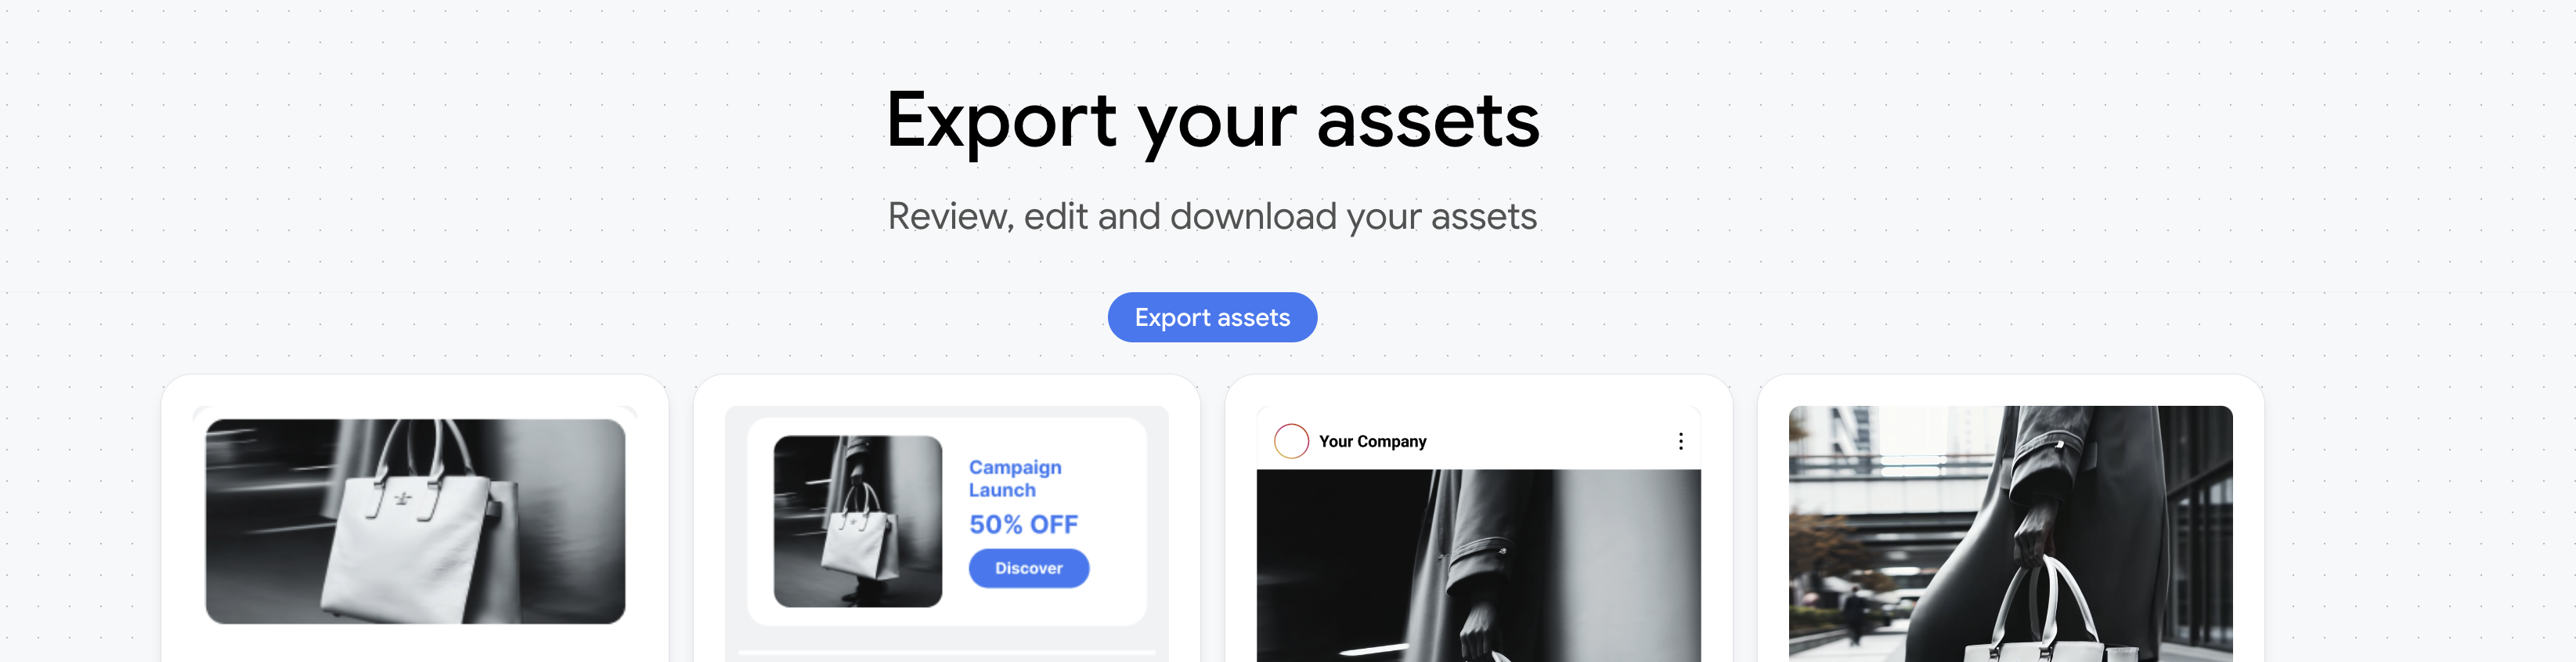 Export your assets
Review, edit and download your assets
Export assets
Campaign
Launch
50% OFF
Discover
Your Company